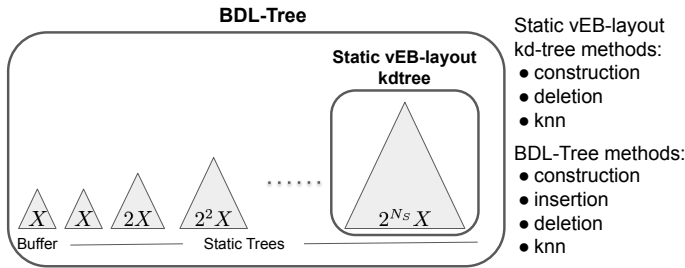 BDL-Tree
Static vEB-layout
kdtree
X X 2X 2^2 X ...... 2^{N_S} X
Buffer Static Trees
Static vEB-layout
kd-tree methods:
● construction
● deletion
● knn
BDL-Tree methods:
● construction
● insertion
● deletion
● knn